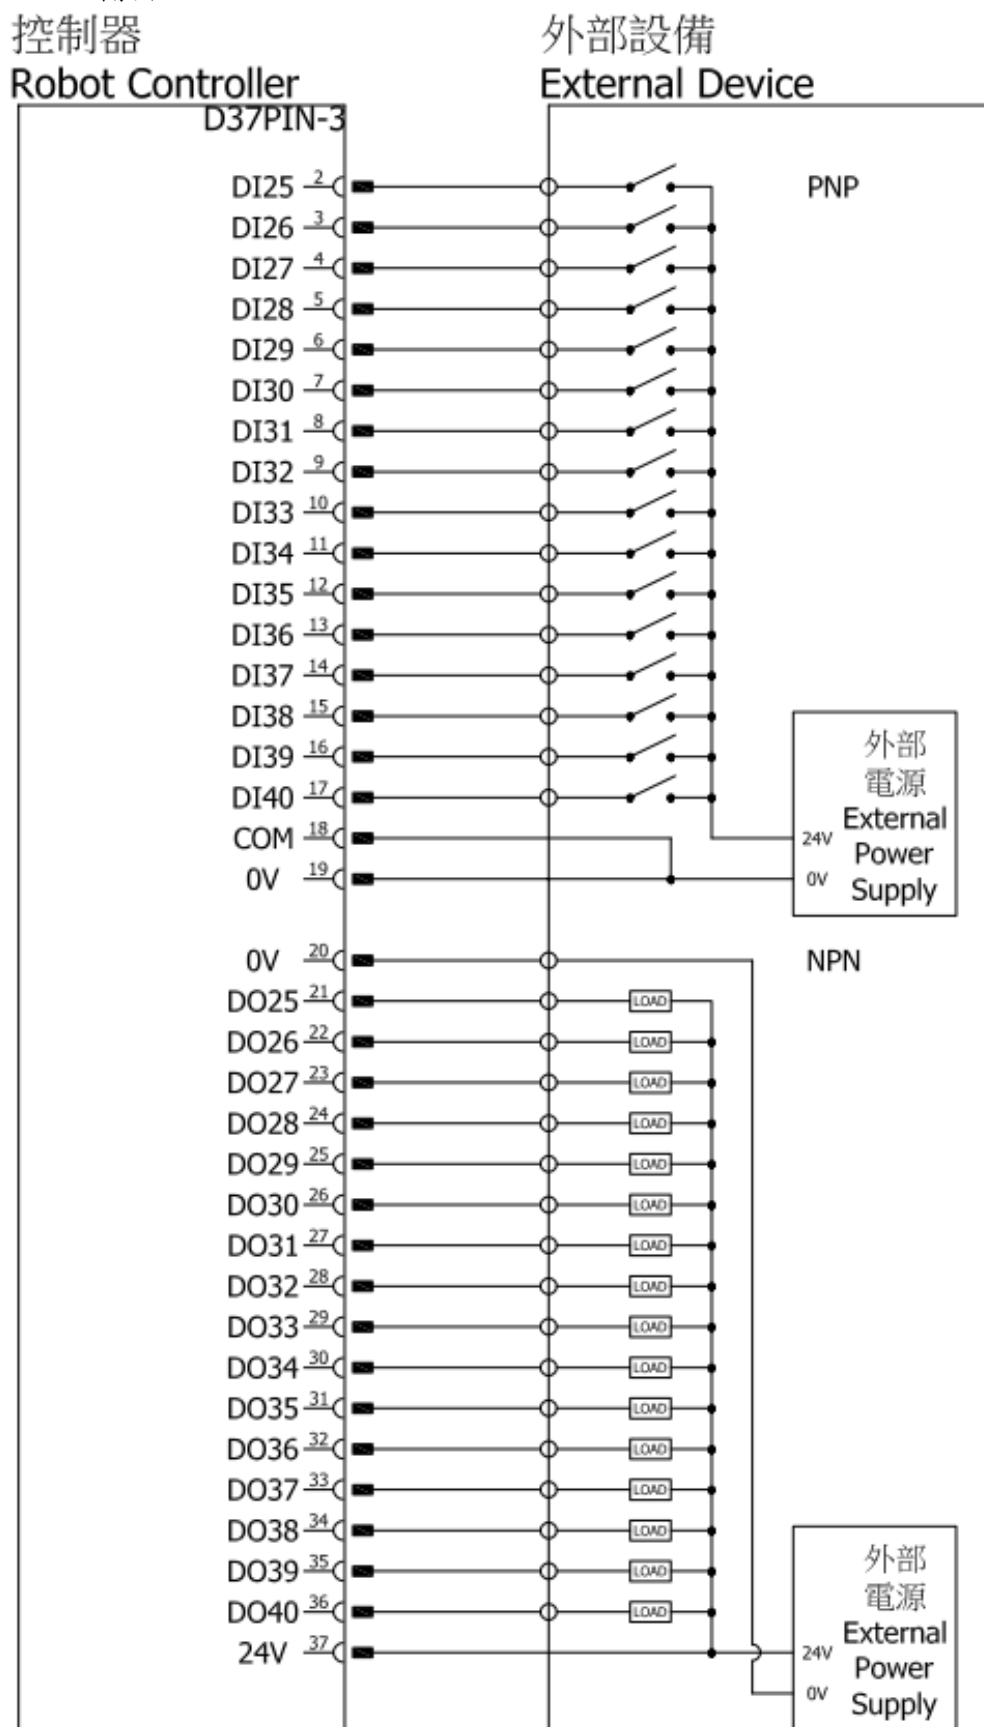 控制器
Robot Controller
外部設備
External Device
D37PIN-3
DI25 2
PNP
DI26 3
DI27 4
DI28 5
DI29 6
DI30 7
DI31 8
DI32 9
DI33 10
DI34 11
DI35 12
DI36 13
DI37 14
DI38 15
DI39 16
DI40 17
COM 18
0V 19
外部
電源
External
Power
Supply
24V
0V
0V 20
NPN
DO25 21 LOAD
DO26 22 LOAD
DO27 23 LOAD
DO28 24 LOAD
DO29 25 LOAD
DO30 26 LOAD
DO31 27 LOAD
DO32 28 LOAD
DO33 29 LOAD
DO34 30 LOAD
DO35 31 LOAD
DO36 32 LOAD
DO37 33 LOAD
DO38 34 LOAD
DO39 35 LOAD
DO40 36 LOAD
24V 37
外部
電源
External
Power
Supply
24V
0V